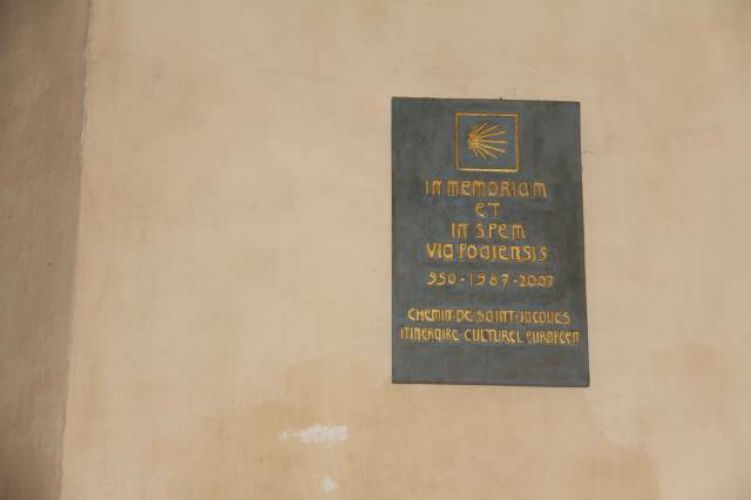 IN MEMORIAM
ET
IN SPEM
VIA PODIENSIS
950 - 1987 - 2007
CHEMIN · DE · SAINT · JACQUES
ITINERAIRE · CULTUREL EUROPEEN